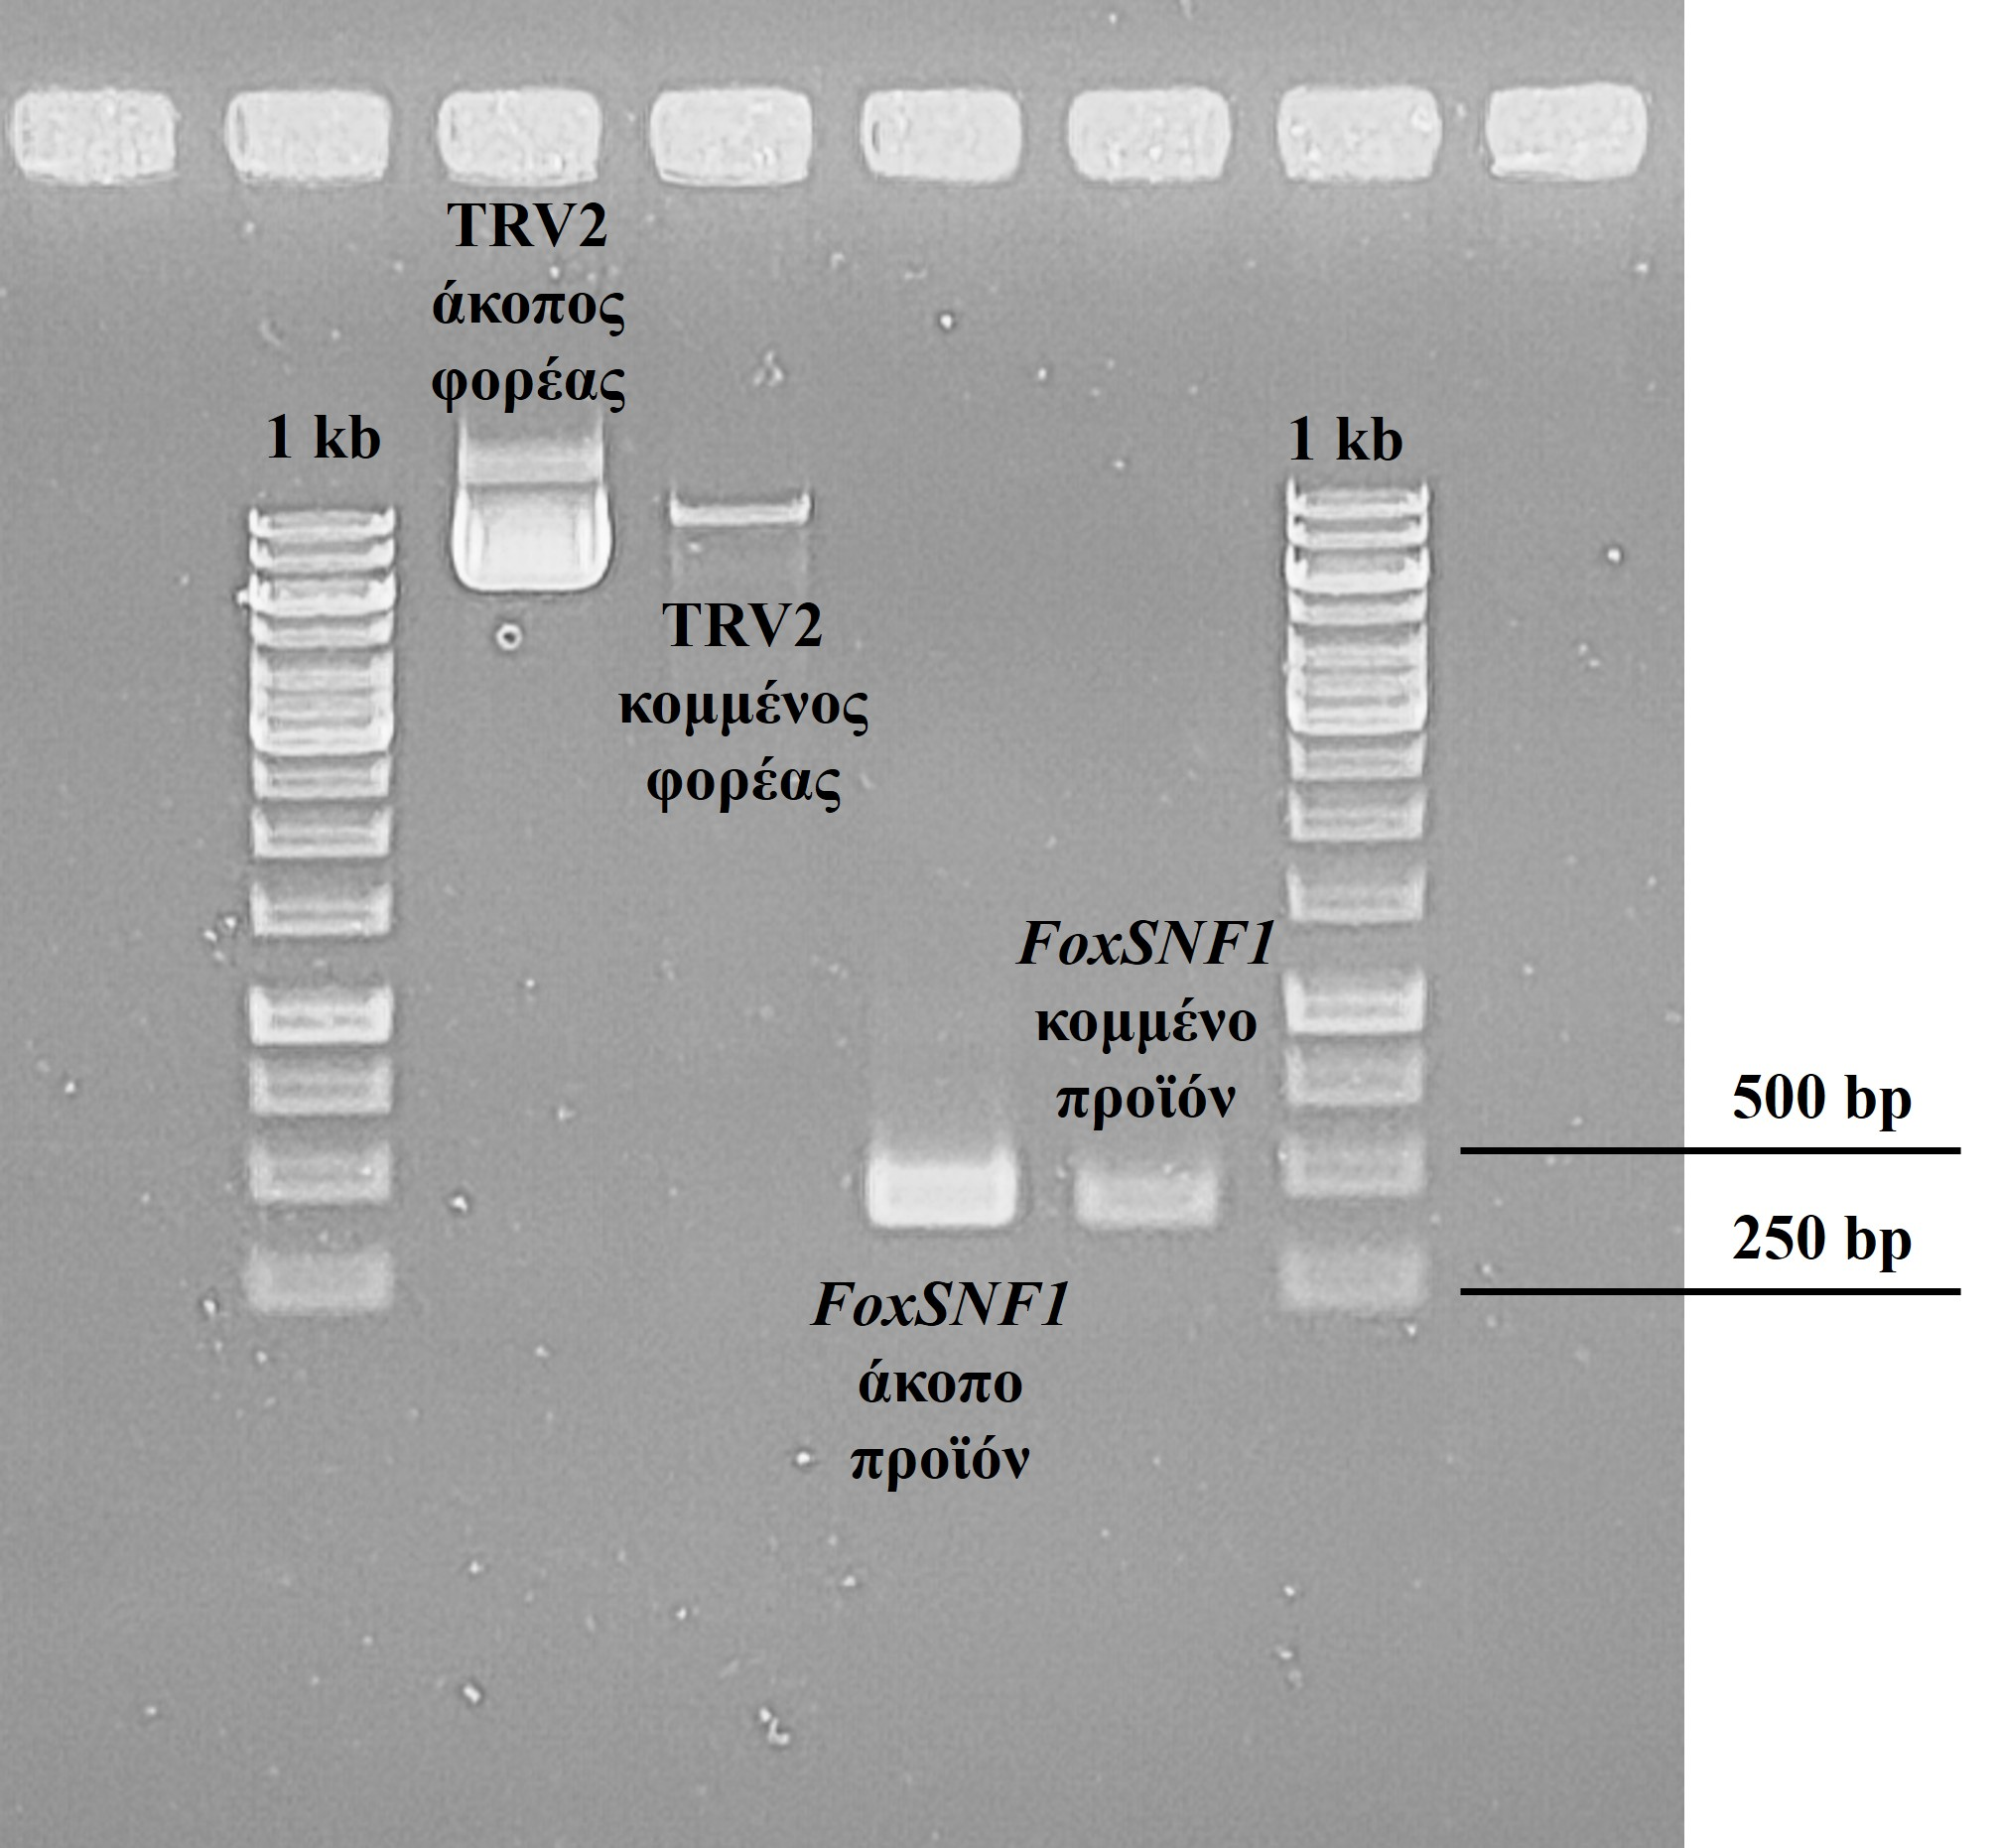 TRV2
άκοπος
φορέας
1 kb
1 kb
TRV2
κομμένος
φορέας
FoxSNF1
κομμένο
προϊόν
500 bp
250 bp
FoxSNF1
άκοπο
προϊόν